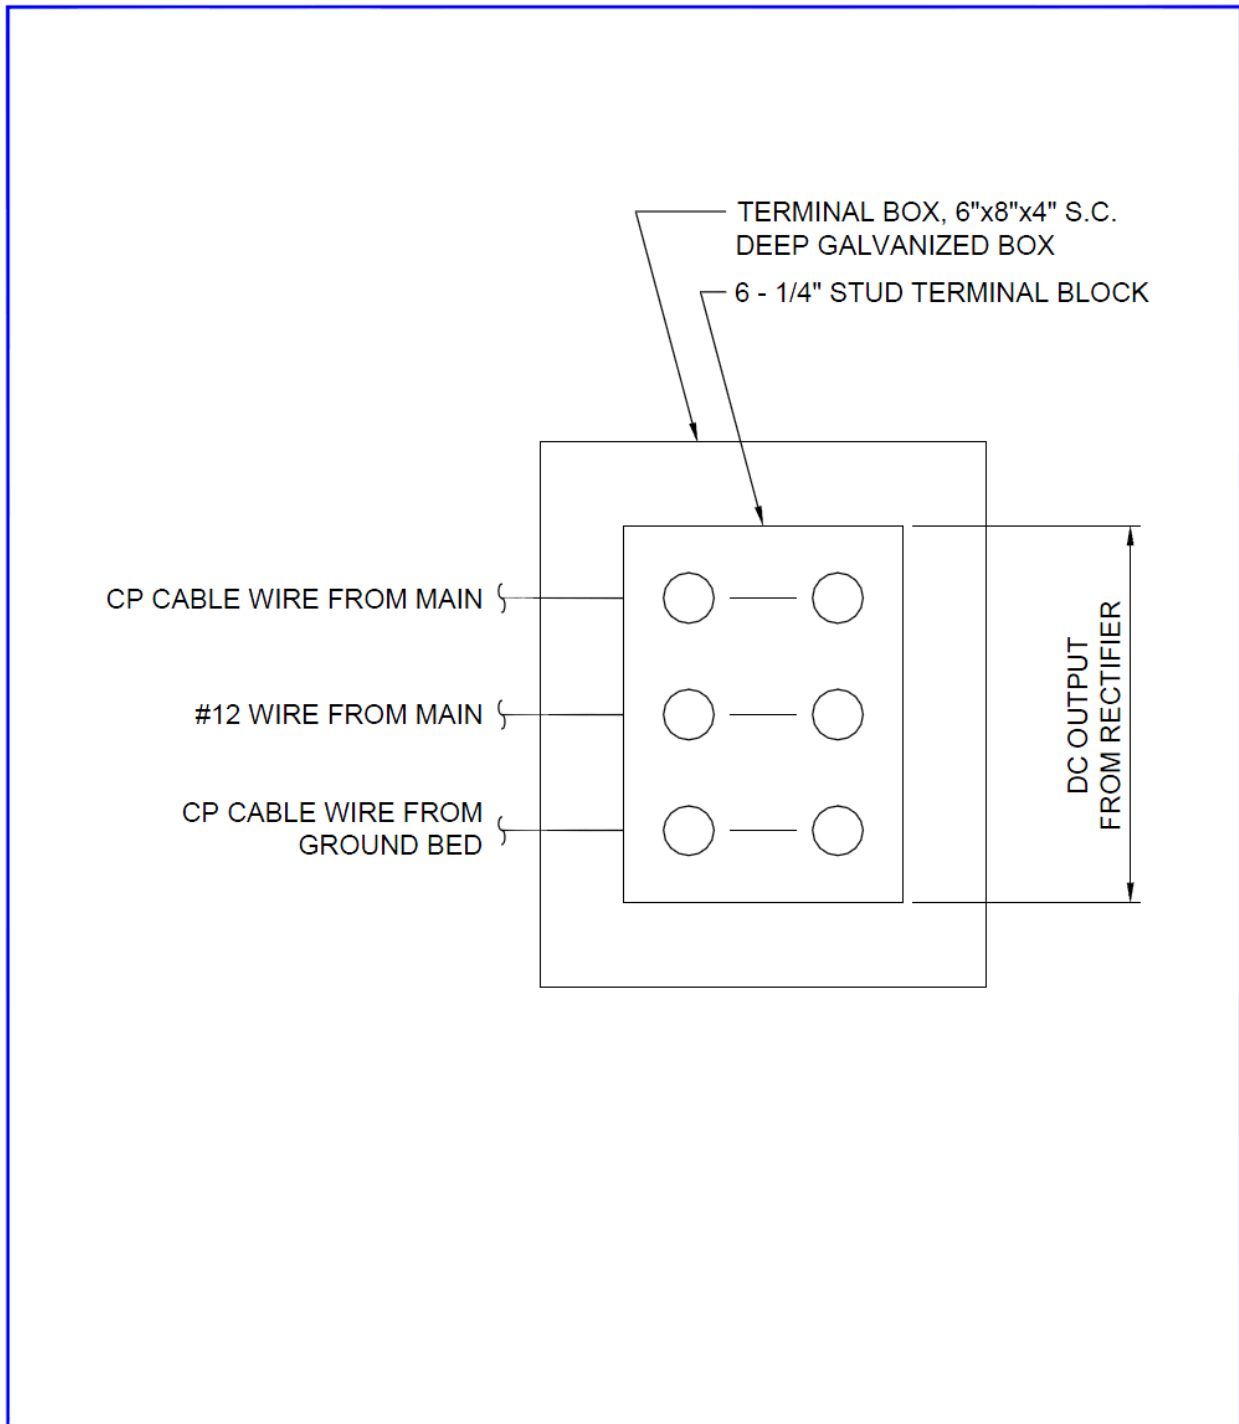 TERMINAL BOX, 6"x8"x4" S.C.
DEEP GALVANIZED BOX
6 - 1/4" STUD TERMINAL BLOCK
CP CABLE WIRE FROM MAIN
#12 WIRE FROM MAIN
CP CABLE WIRE FROM
GROUND BED
DC OUTPUT
FROM RECTIFIER